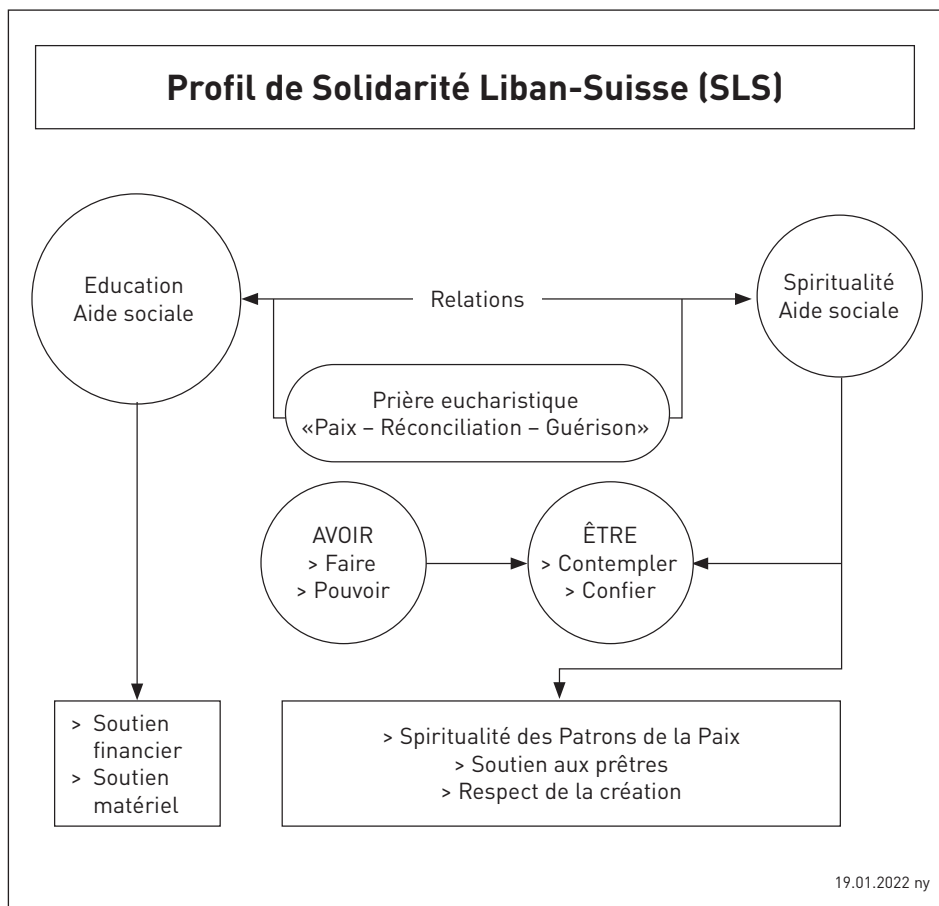 Profil de Solidarité Liban-Suisse (SLS)
Education
Aide sociale
Relations
Spiritualité
Aide sociale
Prière eucharistique
«Paix – Réconciliation – Guérison»
AVOIR
> Faire
> Pouvoir
ÊTRE
> Contempler
> Confier
> Soutien
financier
> Soutien
matériel
> Spiritualité des Patrons de la Paix
> Soutien aux prêtres
> Respect de la création
19.01.2022 ny